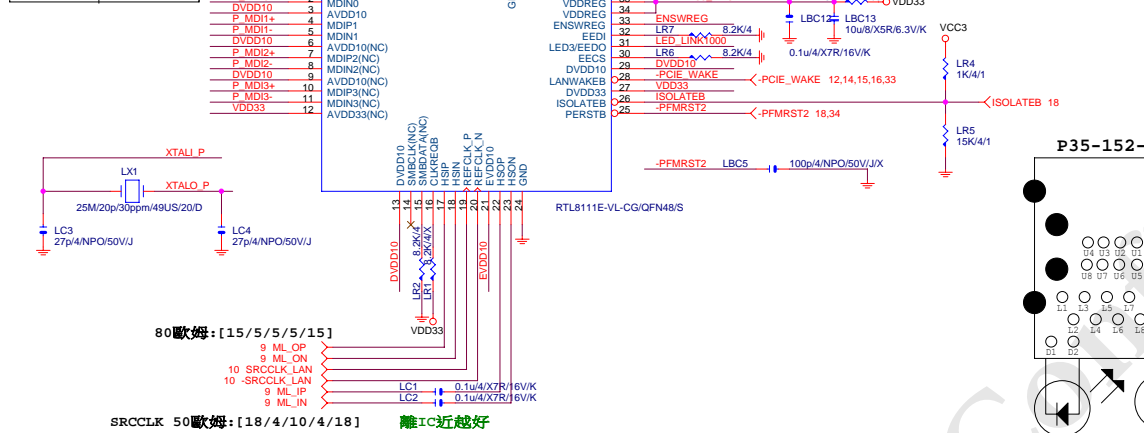 MDIN0
DVDD10 3 AVDD10
P_MDI1+ 4 MDIP1
P_MDI1- 5 MDIN1
DVDD10 6 AVDD10(NC)
P_MDI2+ 7 MDIP2(NC)
P_MDI2- 8 MDIN2(NC)
DVDD10 9 AVDD10(NC)
P_MDI3+ 10 MDIP3(NC)
P_MDI3- 11 MDIN3(NC)
VDD33 12 AVDD33(NC)
VDDREG
VDDREG 34
ENSWREG 33 ENSWREG
EEDI 32 LR7 8.2K/4
LED3/EEDO 31 LED_LINK1000
EECS 30 LR6 8.2K/4
DVDD10 29 DVDD10
LANWAKEB 28 -PCIE_WAKE -PCIE_WAKE 12,14,15,16,33
DVDD33 27 VDD33
ISOLATEB 26 ISOLATEB ISOLATEB 18
PERSTB 25 -PFMRST2 -PFMRST2 18,34
VDD33
LBC12
0.1u/4/X7R/16V/K
LBC13
10u/8/X5R/6.3V/K
VCC3
LR4
1K/4/1
LR5
15K/4/1
-PFMRST2 LBC5 100p/4/NPO/50V/J/X
XTALI_P
LX1
XTALO_P
25M/20p/30ppm/49US/20/D
LC3
27p/4/NPO/50V/J
LC4
27p/4/NPO/50V/J
DVDD10
SMBCLK(NC)
SMBDATA(NC)
CLKREQB
HSIP
HSIN
REFCLK_P
REFCLK_N
EVDD10
HSOP
HSON
GND
13 14 15 16 17 18 19 20 21 22 23 24
RTL8111E-VL-CG/QFN48/S
DVDD10
LR2 8.2K/4
LR1 8.2K/4/X
EVDD10
VDD33
80歐姆:[15/5/5/5/15]
9 ML_OP
9 ML_ON
10 SRCCLK_LAN
10 -SRCCLK_LAN
9 ML_IP LC1 0.1u/4/X7R/16V/K
9 ML_IN LC2 0.1u/4/X7R/16V/K
SRCCLK 50歐姆:[18/4/10/4/18]
離IC近越好
P35-152-
U4 U3 U2 U1
U8 U7 U6 U5
L1 L3 L5 L7
L2 L4 L6 L8
D1 D2